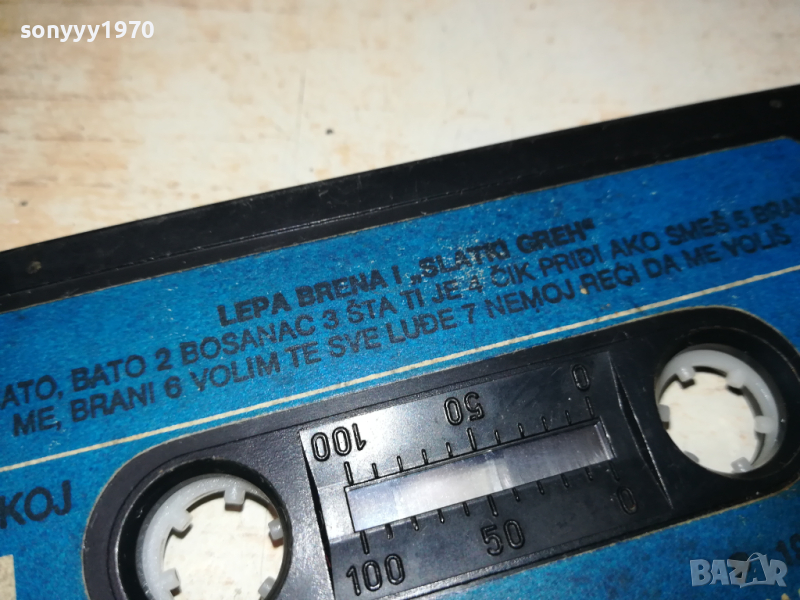 sonyyy1970
LEPA BRENA I „SLATKI GREH"
ATO, BATO 2 BOSANAC 3 ŠTA TI JE 4 ČIK PRIĐI AKO SMEŠ 5 BRAN
ME, BRANI 6 VOLIM TE SVE LUĐE 7 NEMOJ REĆI DA ME VOLIŠ
KOJ
100 50 0
100 50 0
BAZAR